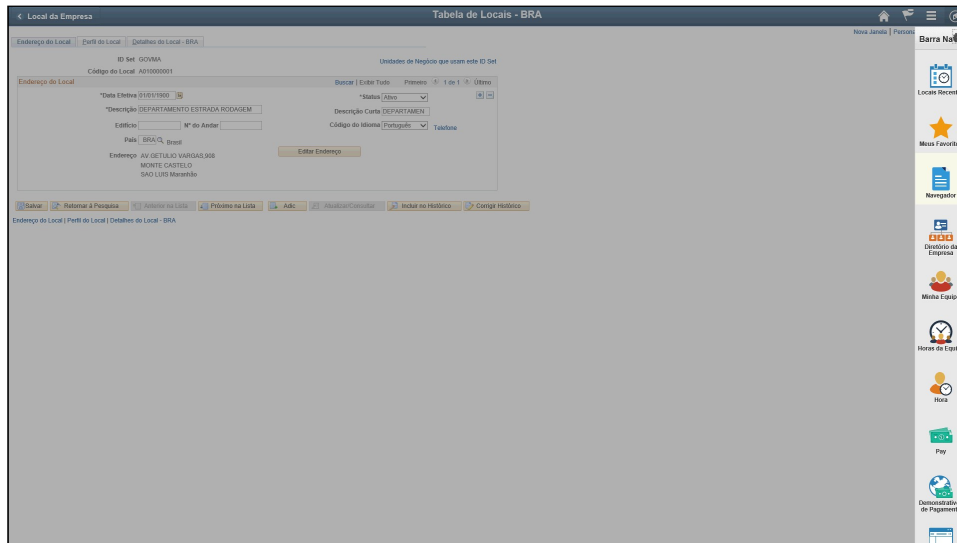 Local da Empresa
Tabela de Locais - BRA
Nova Janela | Persona
Endereço do Local Perfil do Local Detalhes do Local - BRA
ID Set GOVMA
Unidades de Negócio que usam este ID Set
Código do Local A010000001
Endereço do Local
Buscar | Exibir Tudo Primeiro 1 de 1 Último
*Data Efetiva 01/01/1900
*Status Ativo
*Descrição DEPARTAMENTO ESTRADA RODAGEM
Descrição Curta DEPARTAMEN
Edifício Nº do Andar
Código do Idioma Português
Telefone
País BRA Brasil
Editar Endereço
Endereço AV.GETULIO VARGAS,908
MONTE CASTELO
SAO LUIS Maranhão
Salvar Retornar à Pesquisa Anterior na Lista Próximo na Lista Adic Atualizar/Consultar Incluir no Histórico Corrigir Histórico
Endereço do Local | Perfil do Local | Detalhes do Local - BRA
Barra Na
Locais Recent
Meus Favorit
Navegador
Diretório da
Empresa
Minha Equip
Horas da Equi
Hora
Pay
Demonstrativo
de Pagament